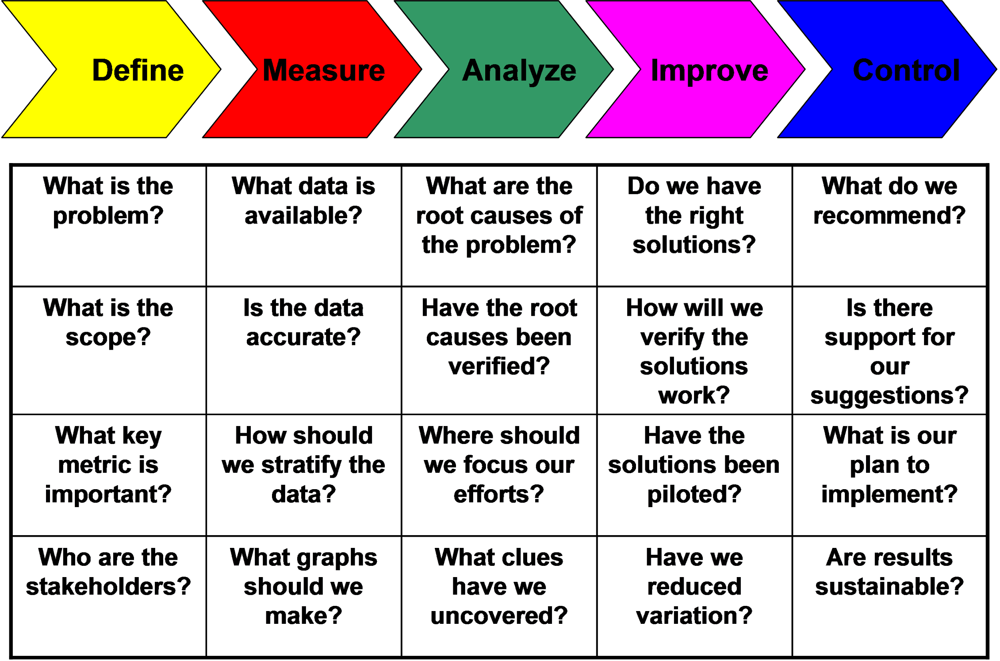 Define
Measure
Analyze
Improve
Control
What is the
problem?
What data is
available?
What are the
root causes of
the problem?
Do we have
the right
solutions?
What do we
recommend?
What is the
scope?
Is the data
accurate?
Have the root
causes been
verified?
How will we
verify the
solutions
work?
Is there
support for
our
suggestions?
What key
metric is
important?
How should
we stratify the
data?
Where should
we focus our
efforts?
Have the
solutions been
piloted?
What is our
plan to
implement?
Who are the
stakeholders?
What graphs
should we
make?
What clues
have we
uncovered?
Have we
reduced
variation?
Are results
sustainable?